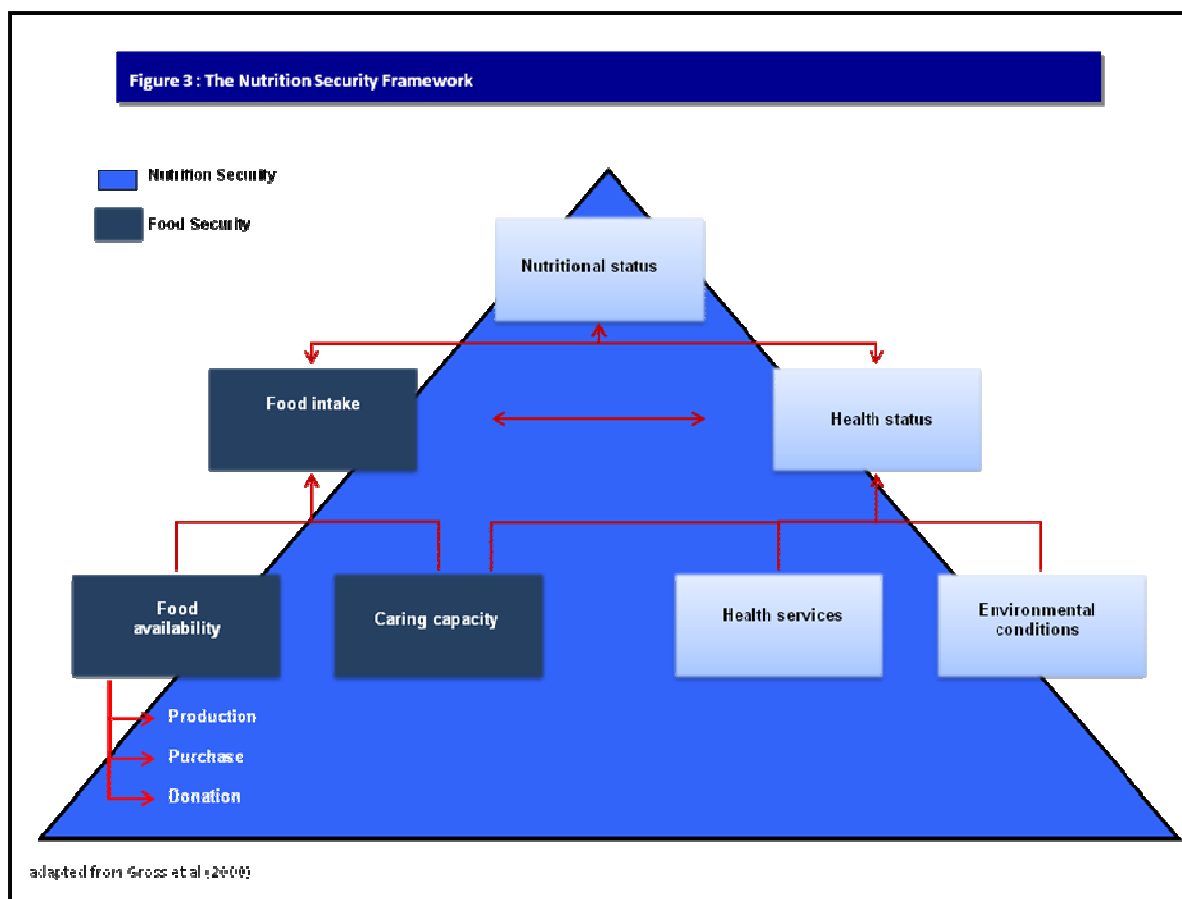 Figure 3 : The Nutrition Security Framework
Nutrition Security
Food Security
Nutritional status
Food intake
Health status
Food
availability
Caring capacity
Health services
Environmental
conditions
Production
Purchase
Donation
adapted from Gross et al (2000)